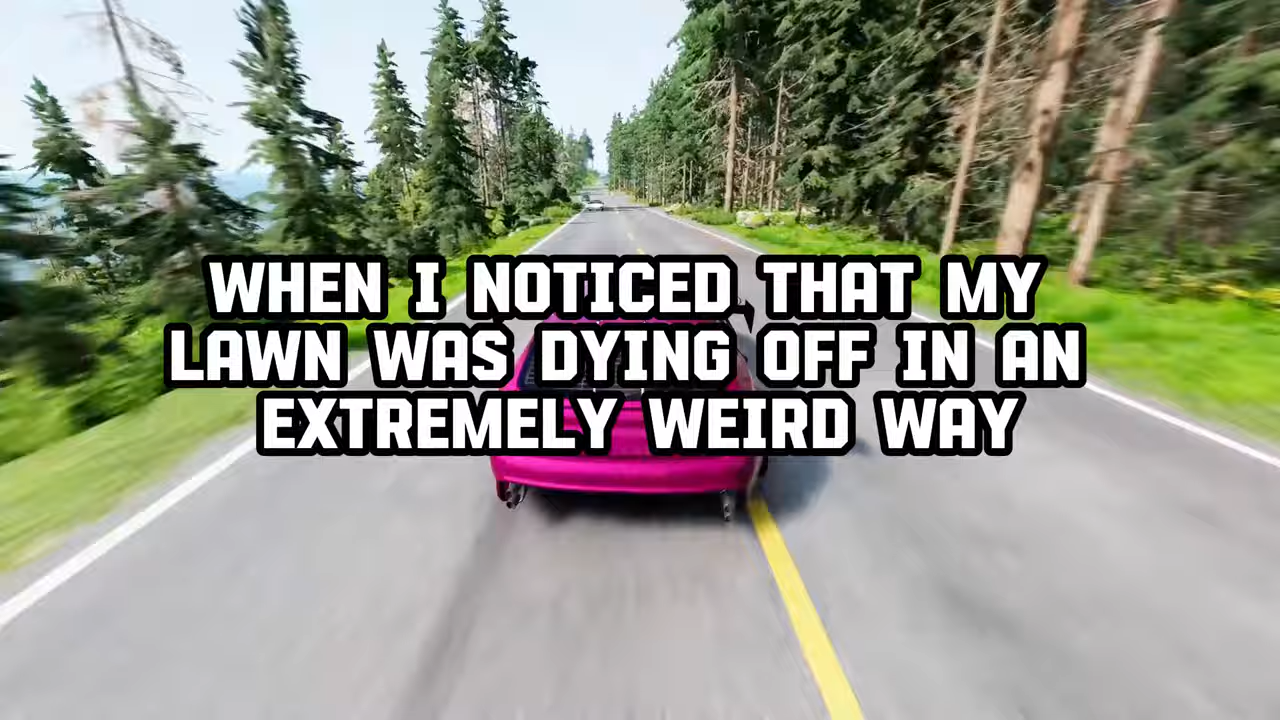 WHEN I NOTICED THAT MY
LAWN WAS DYING OFF IN AN
EXTREMELY WEIRD WAY